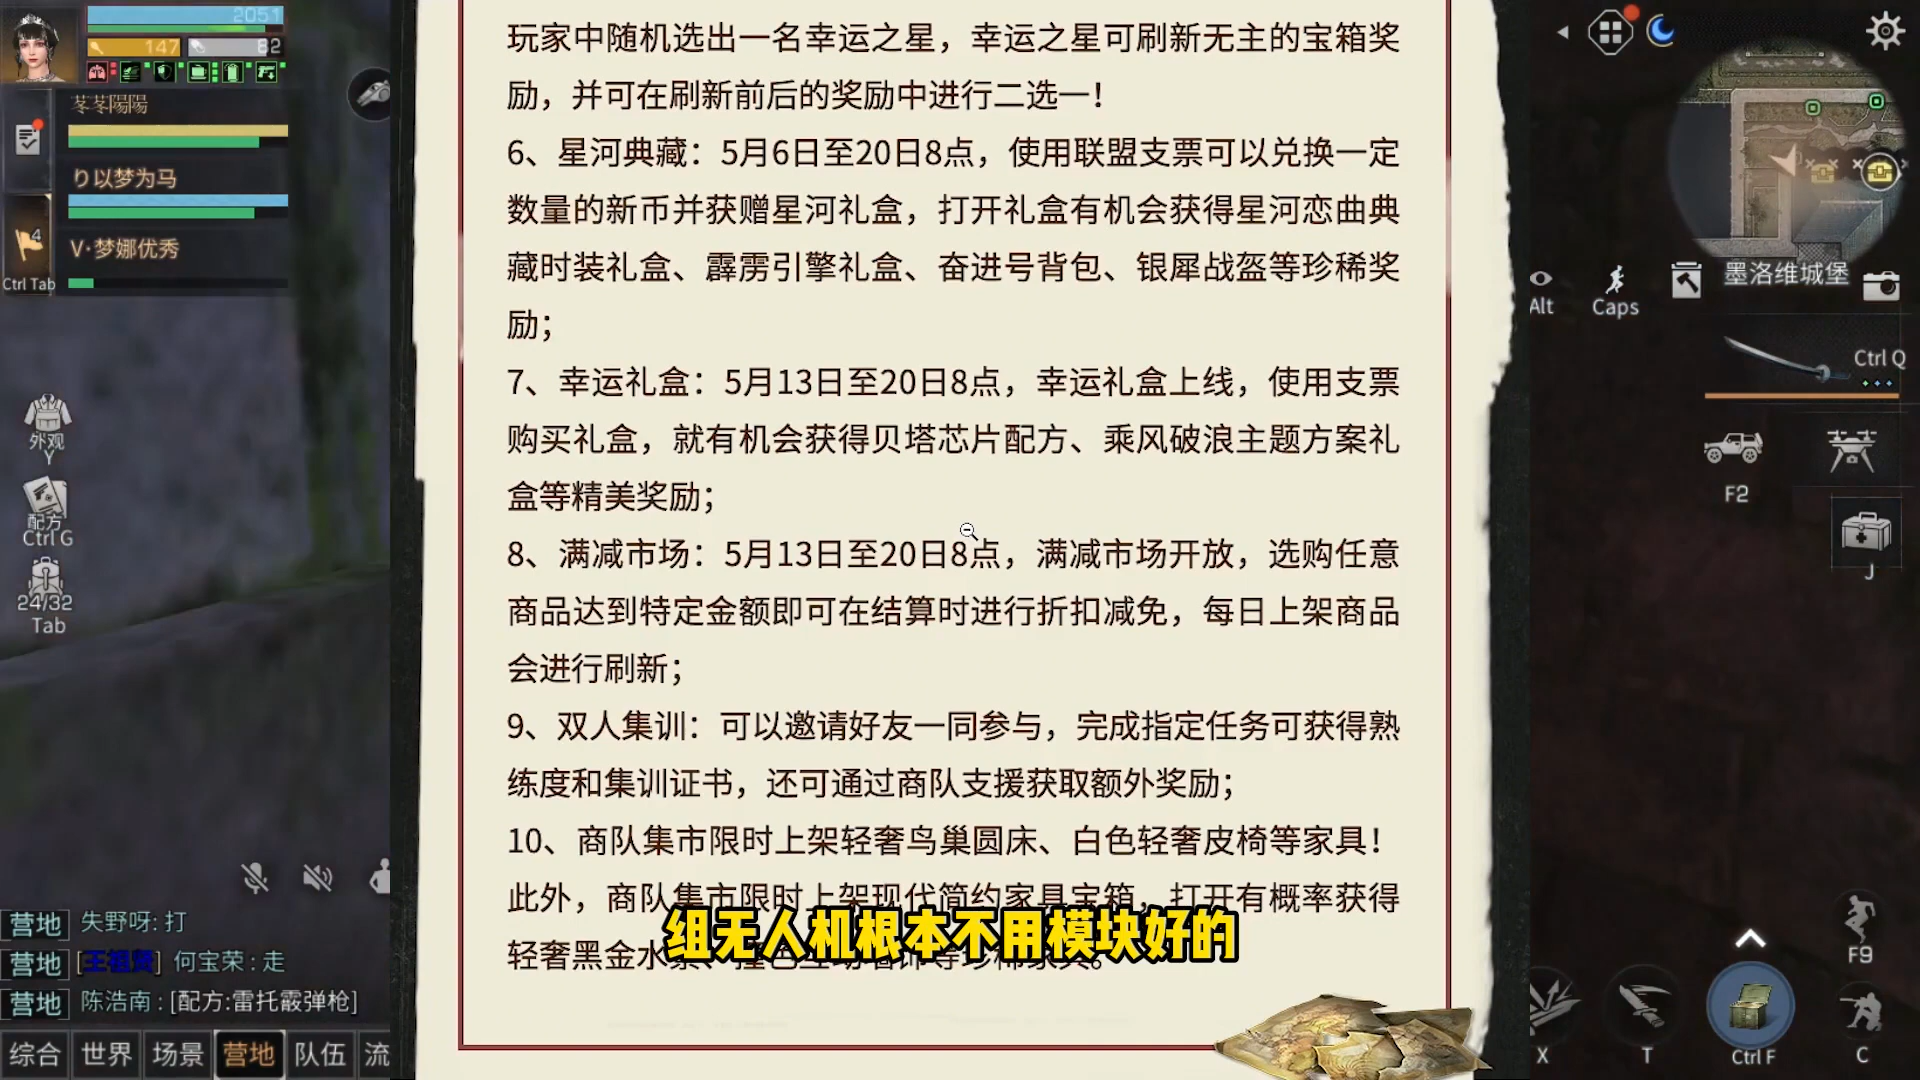 2051
147
82
苓苓陽陽
り以梦为马
4
V·梦娜优秀
Ctrl Tab
外观
Y
配方
Ctrl G
24/32
Tab
玩家中随机选出一名幸运之星，幸运之星可刷新无主的宝箱奖
励，并可在刷新前后的奖励中进行二选一！
6、星河典藏：5月6日至20日8点，使用联盟支票可以兑换一定
数量的新币并获赠星河礼盒，打开礼盒有机会获得星河恋曲典
藏时装礼盒、霹雳引擎礼盒、奋进号背包、银犀战盔等珍稀奖
励；
7、幸运礼盒：5月13日至20日8点，幸运礼盒上线，使用支票
购买礼盒，就有机会获得贝塔芯片配方、乘风破浪主题方案礼
盒等精美奖励；
8、满减市场：5月13日至20日8点，满减市场开放，选购任意
商品达到特定金额即可在结算时进行折扣减免，每日上架商品
会进行刷新；
9、双人集训：可以邀请好友一同参与，完成指定任务可获得熟
练度和集训证书，还可通过商队支援获取额外奖励；
10、商队集市限时上架轻奢鸟巢圆床、白色轻奢皮椅等家具！
此外，商队集市限时上架现代简约家具宝箱，打开有概率获得
轻奢黑金水
组无人机根本不用模块好的
墨洛维城堡
Alt
Caps
Ctrl Q
F2
J
F9
X
T
Ctrl F
C
营地 失野呀: 打
营地 [王祖贤] 何宝荣: 走
营地 陈浩南: [配方:雷托霰弹枪]
综合 世界 场景 营地 队伍 流